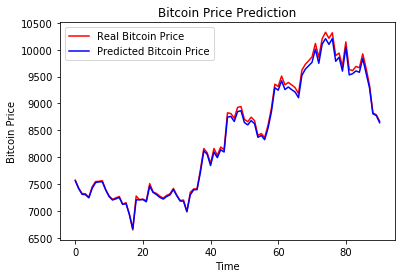 Bitcoin Price Prediction
Real Bitcoin Price
Predicted Bitcoin Price
Bitcoin Price
10500
10000
9500
9000
8500
8000
7500
7000
6500
0 20 40 60 80
Time